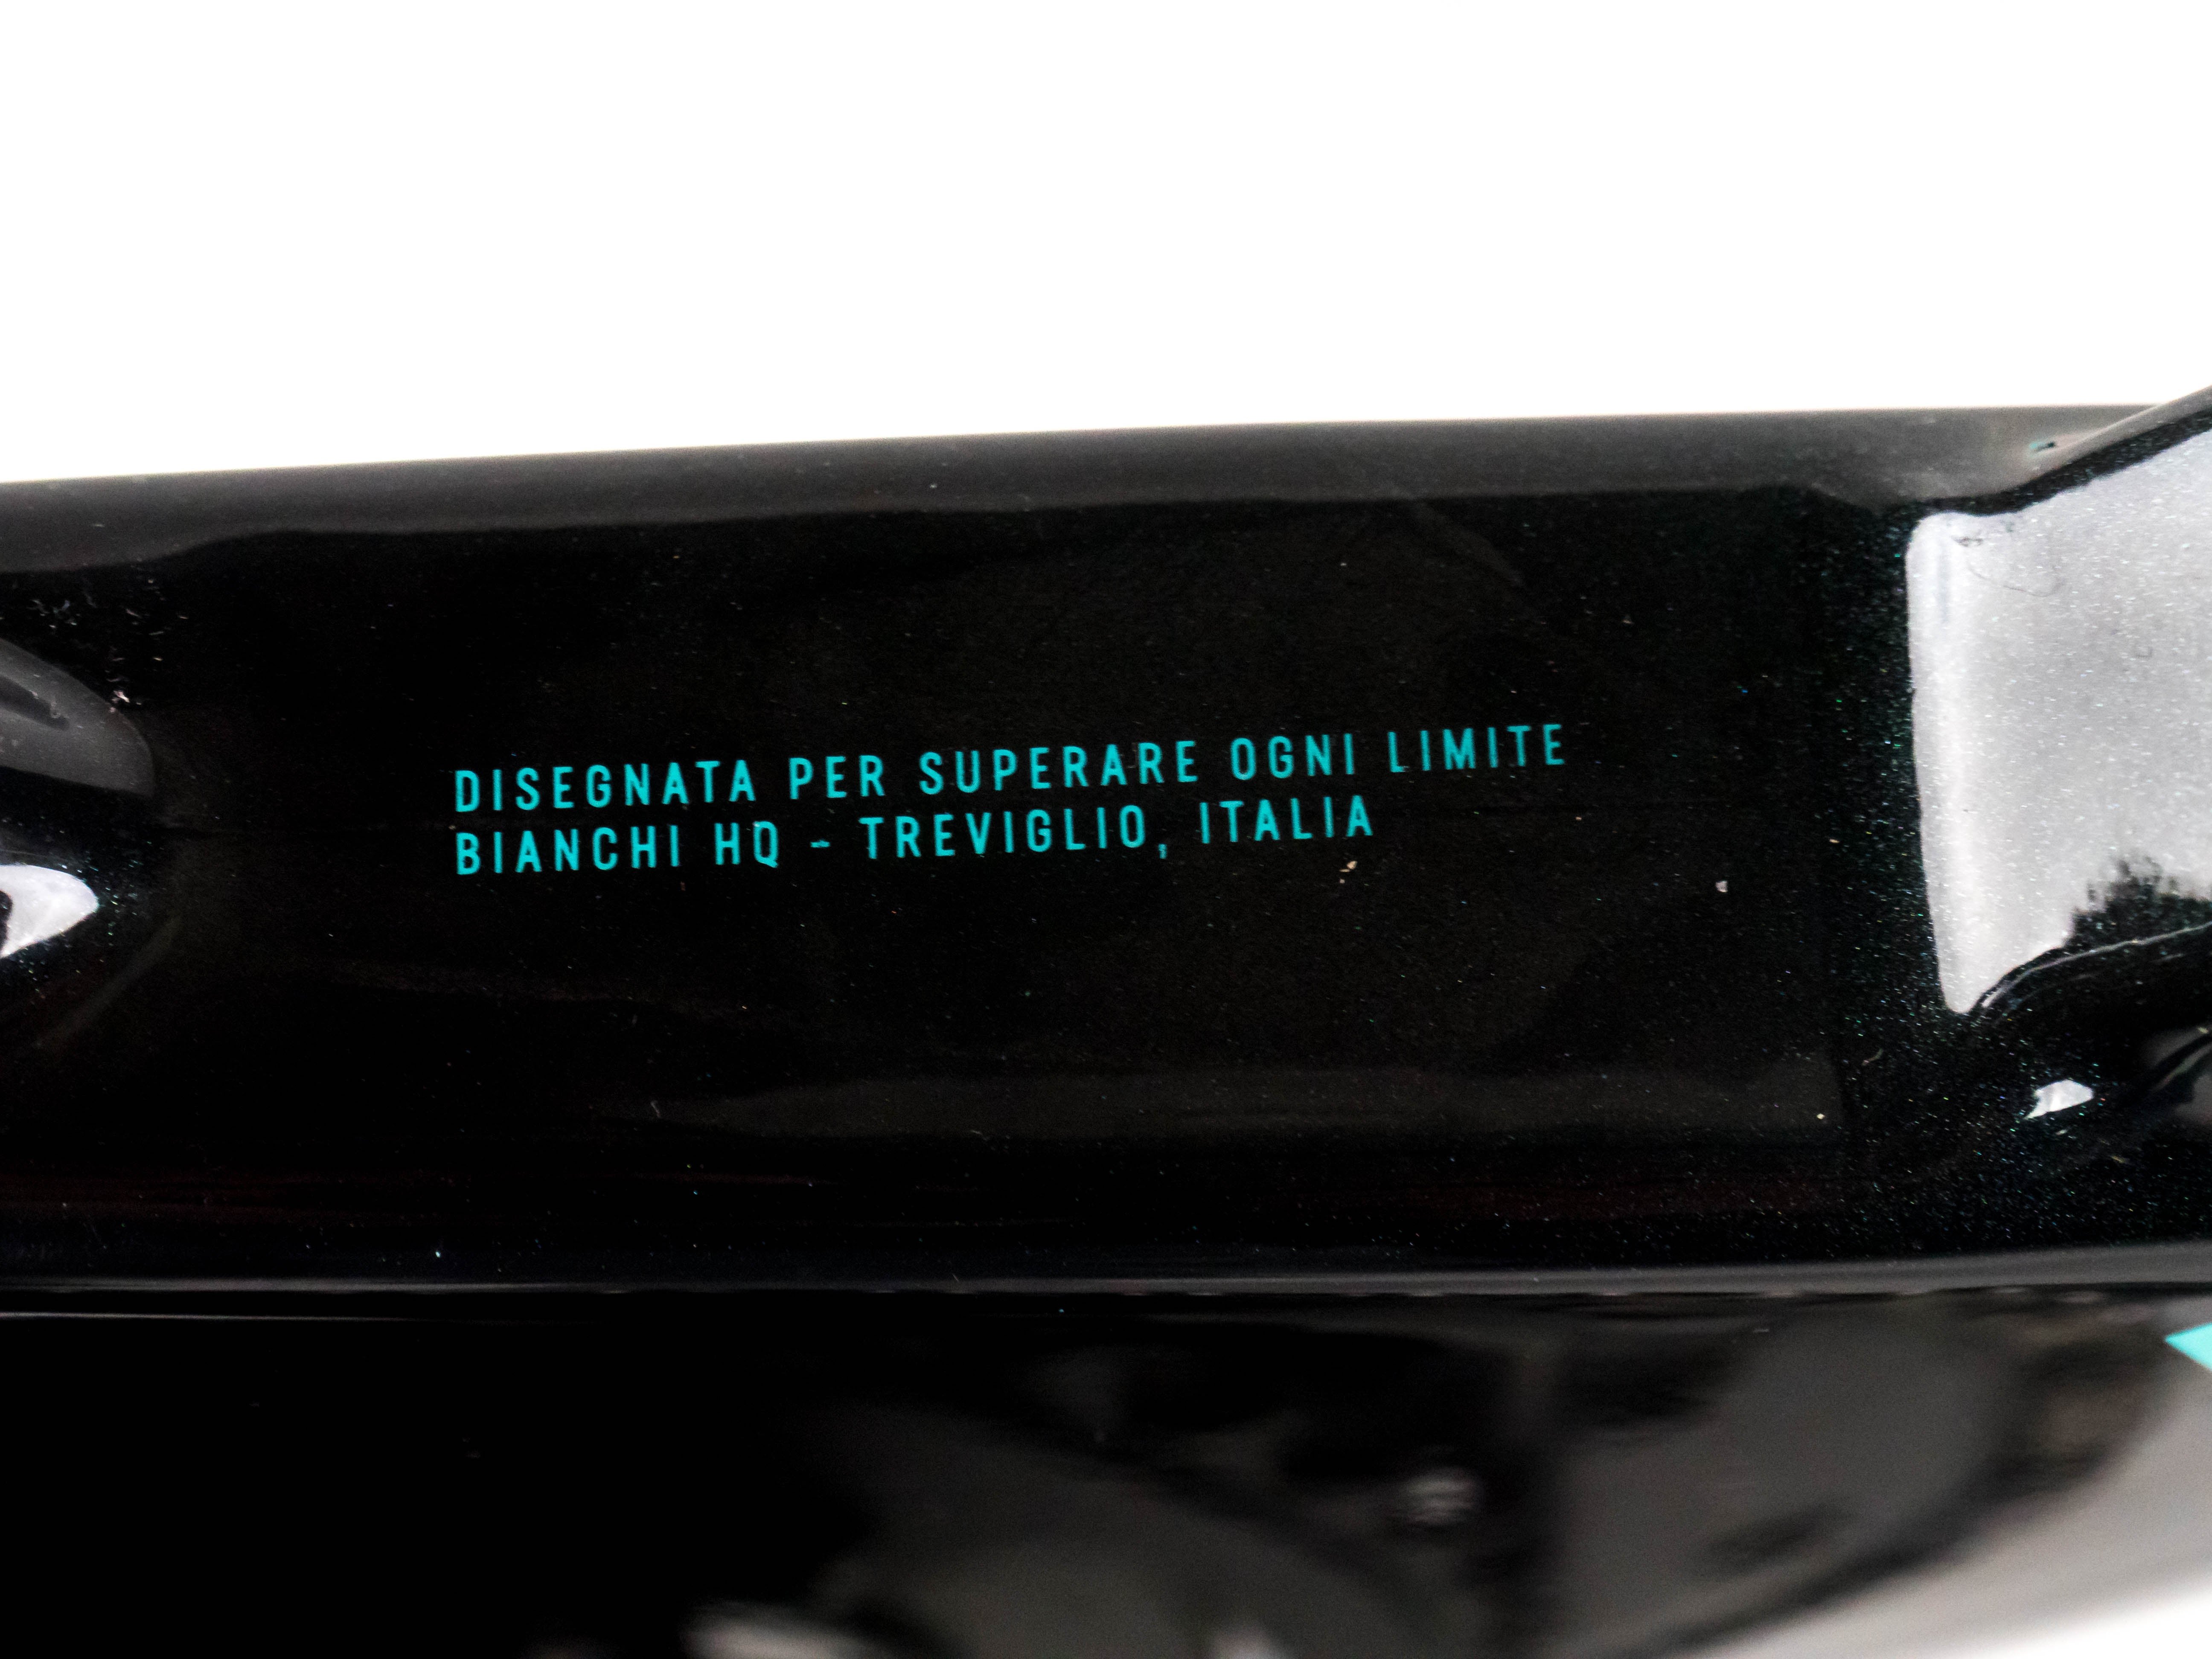 DISEGNATA PER SUPERARE OGNI LIMITE
BIANCHI HQ - TREVIGLIO, ITALIA